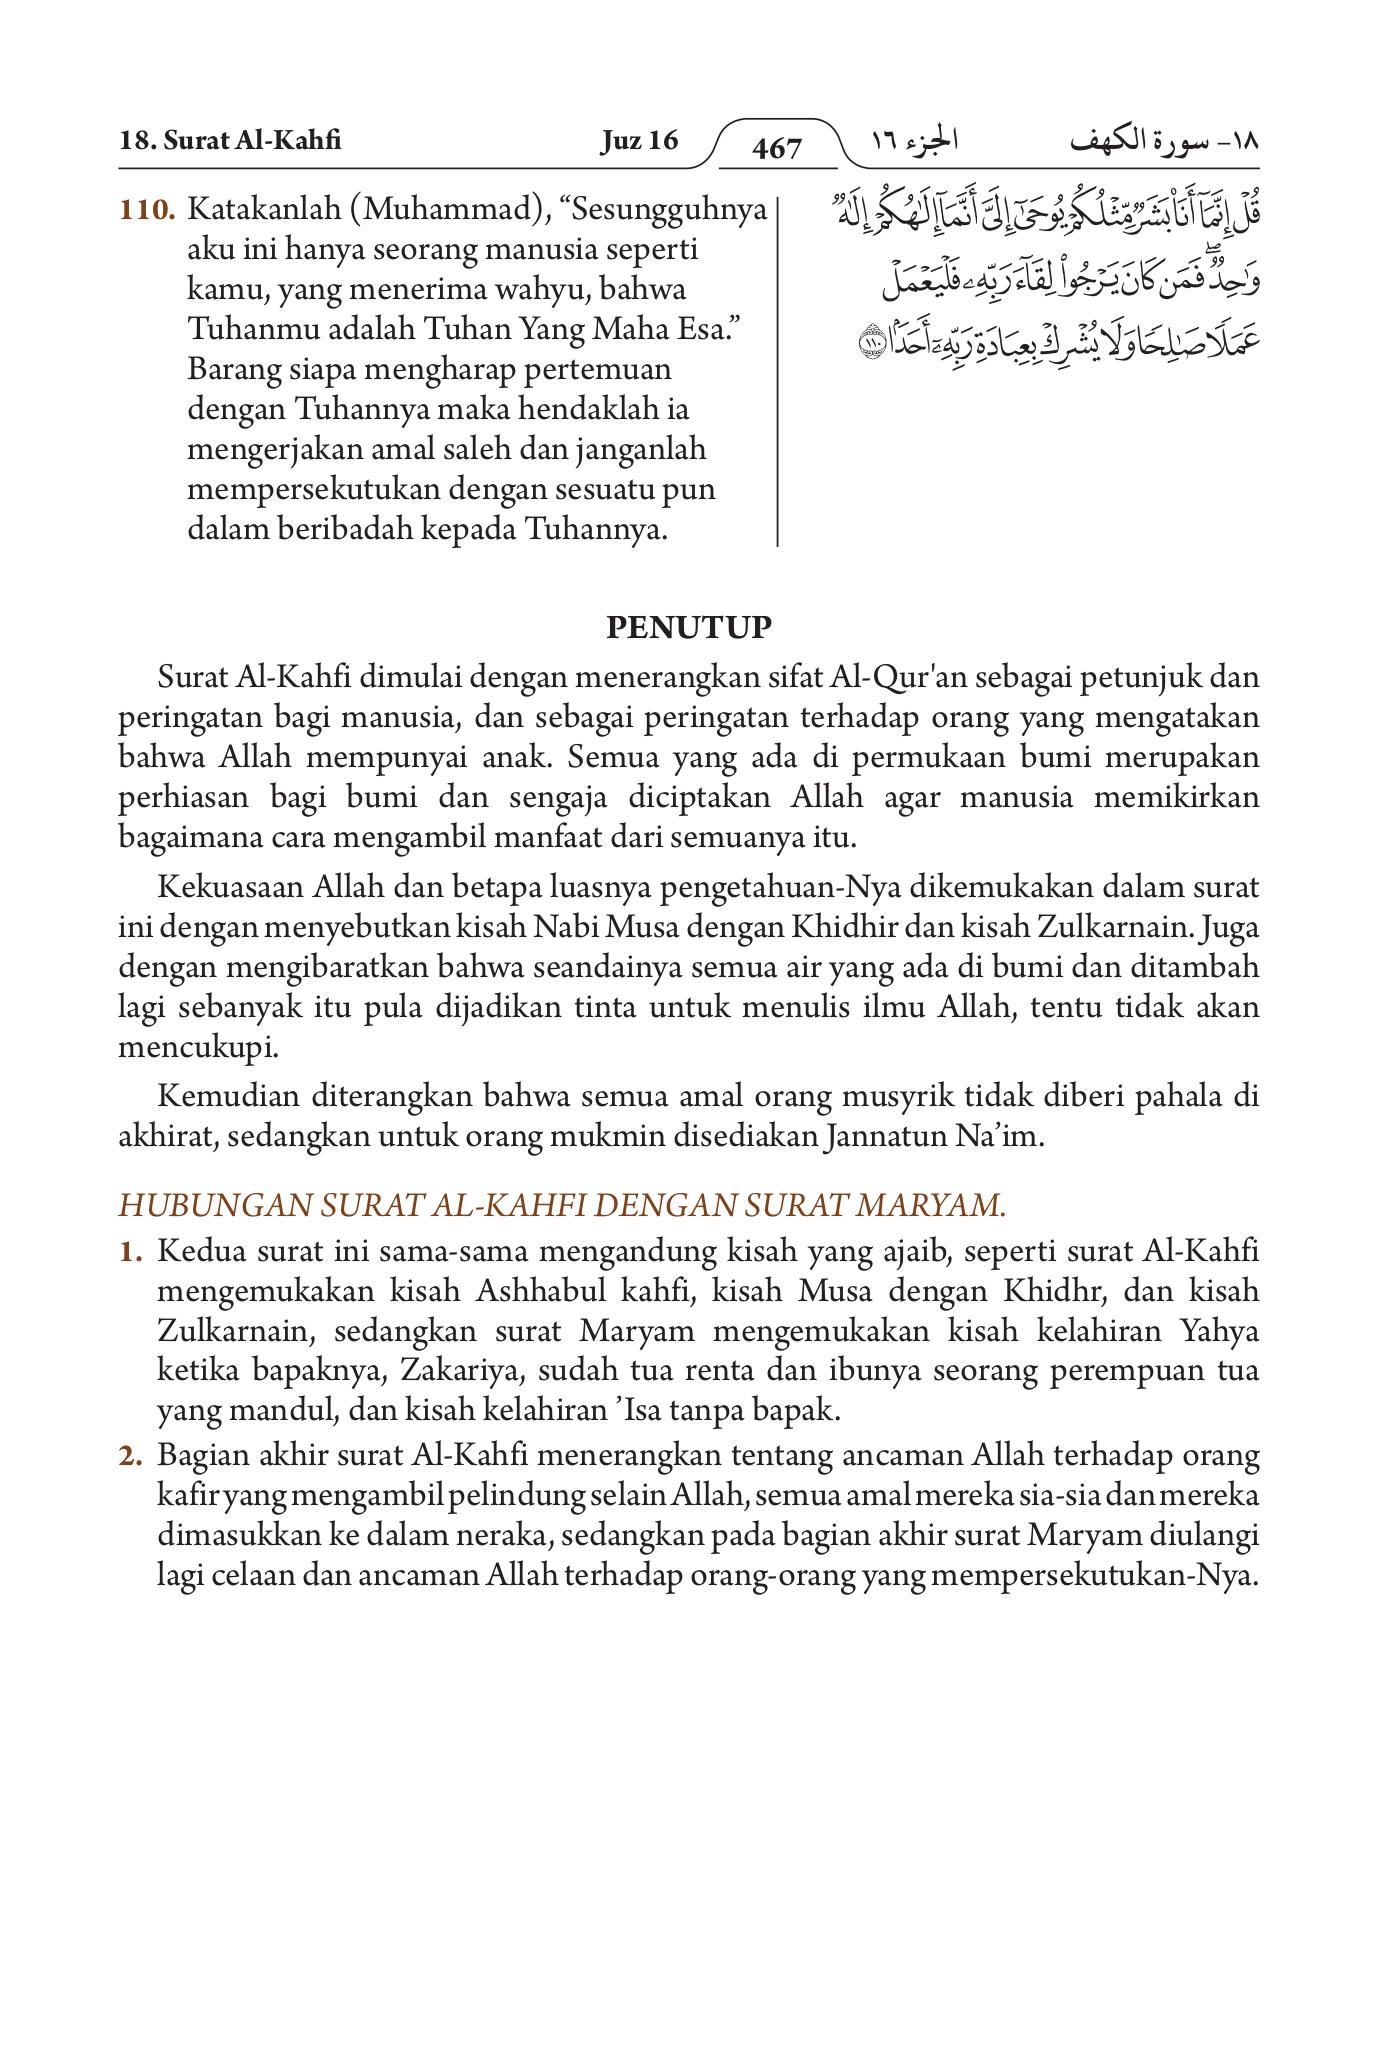 18. Surat Al-Kahfi
Juz 16
467
الجزء ١٦
١٨- سورة الكهف
110. Katakanlah (Muhammad), “Sesungguhnya
aku ini hanya seorang manusia seperti
kamu, yang menerima wahyu, bahwa
Tuhanmu adalah Tuhan Yang Maha Esa.”
Barang siapa mengharap pertemuan
dengan Tuhannya maka hendaklah ia
mengerjakan amal saleh dan janganlah
mempersekutukan dengan sesuatu pun
dalam beribadah kepada Tuhannya.
قُلْ إِنَّمَآ أَنَا۠ بَشَرٌ مِّثْلُكُمْ يُوحَىٰٓ إِلَىَّ أَنَّمَآ إِلَٰهُكُمْ إِلَٰهٌ
وَٰحِدٌ ۖ فَمَن كَانَ يَرْجُوا۟ لِقَآءَ رَبِّهِۦ فَلْيَعْمَلْ
عَمَلًا صَٰلِحًا وَلَا يُشْرِكْ بِعِبَادَةِ رَبِّهِۦٓ أَحَدًۢا ١١٠
PENUTUP
Surat Al-Kahfi dimulai dengan menerangkan sifat Al-Qur'an sebagai petunjuk dan
peringatan bagi manusia, dan sebagai peringatan terhadap orang yang mengatakan
bahwa Allah mempunyai anak. Semua yang ada di permukaan bumi merupakan
perhiasan bagi bumi dan sengaja diciptakan Allah agar manusia memikirkan
bagaimana cara mengambil manfaat dari semuanya itu.
Kekuasaan Allah dan betapa luasnya pengetahuan-Nya dikemukakan dalam surat
ini dengan menyebutkan kisah Nabi Musa dengan Khidhir dan kisah Zulkarnain. Juga
dengan mengibaratkan bahwa seandainya semua air yang ada di bumi dan ditambah
lagi sebanyak itu pula dijadikan tinta untuk menulis ilmu Allah, tentu tidak akan
mencukupi.
Kemudian diterangkan bahwa semua amal orang musyrik tidak diberi pahala di
akhirat, sedangkan untuk orang mukmin disediakan Jannatun Na’im.
HUBUNGAN SURAT AL-KAHFI DENGAN SURAT MARYAM.
1. Kedua surat ini sama-sama mengandung kisah yang ajaib, seperti surat Al-Kahfi
mengemukakan kisah Ashhabul kahfi, kisah Musa dengan Khidhr, dan kisah
Zulkarnain, sedangkan surat Maryam mengemukakan kisah kelahiran Yahya
ketika bapaknya, Zakariya, sudah tua renta dan ibunya seorang perempuan tua
yang mandul, dan kisah kelahiran ’Isa tanpa bapak.
2. Bagian akhir surat Al-Kahfi menerangkan tentang ancaman Allah terhadap orang
kafir yang mengambil pelindung selain Allah, semua amal mereka sia-sia dan mereka
dimasukkan ke dalam neraka, sedangkan pada bagian akhir surat Maryam diulangi
lagi celaan dan ancaman Allah terhadap orang-orang yang mempersekutukan-Nya.